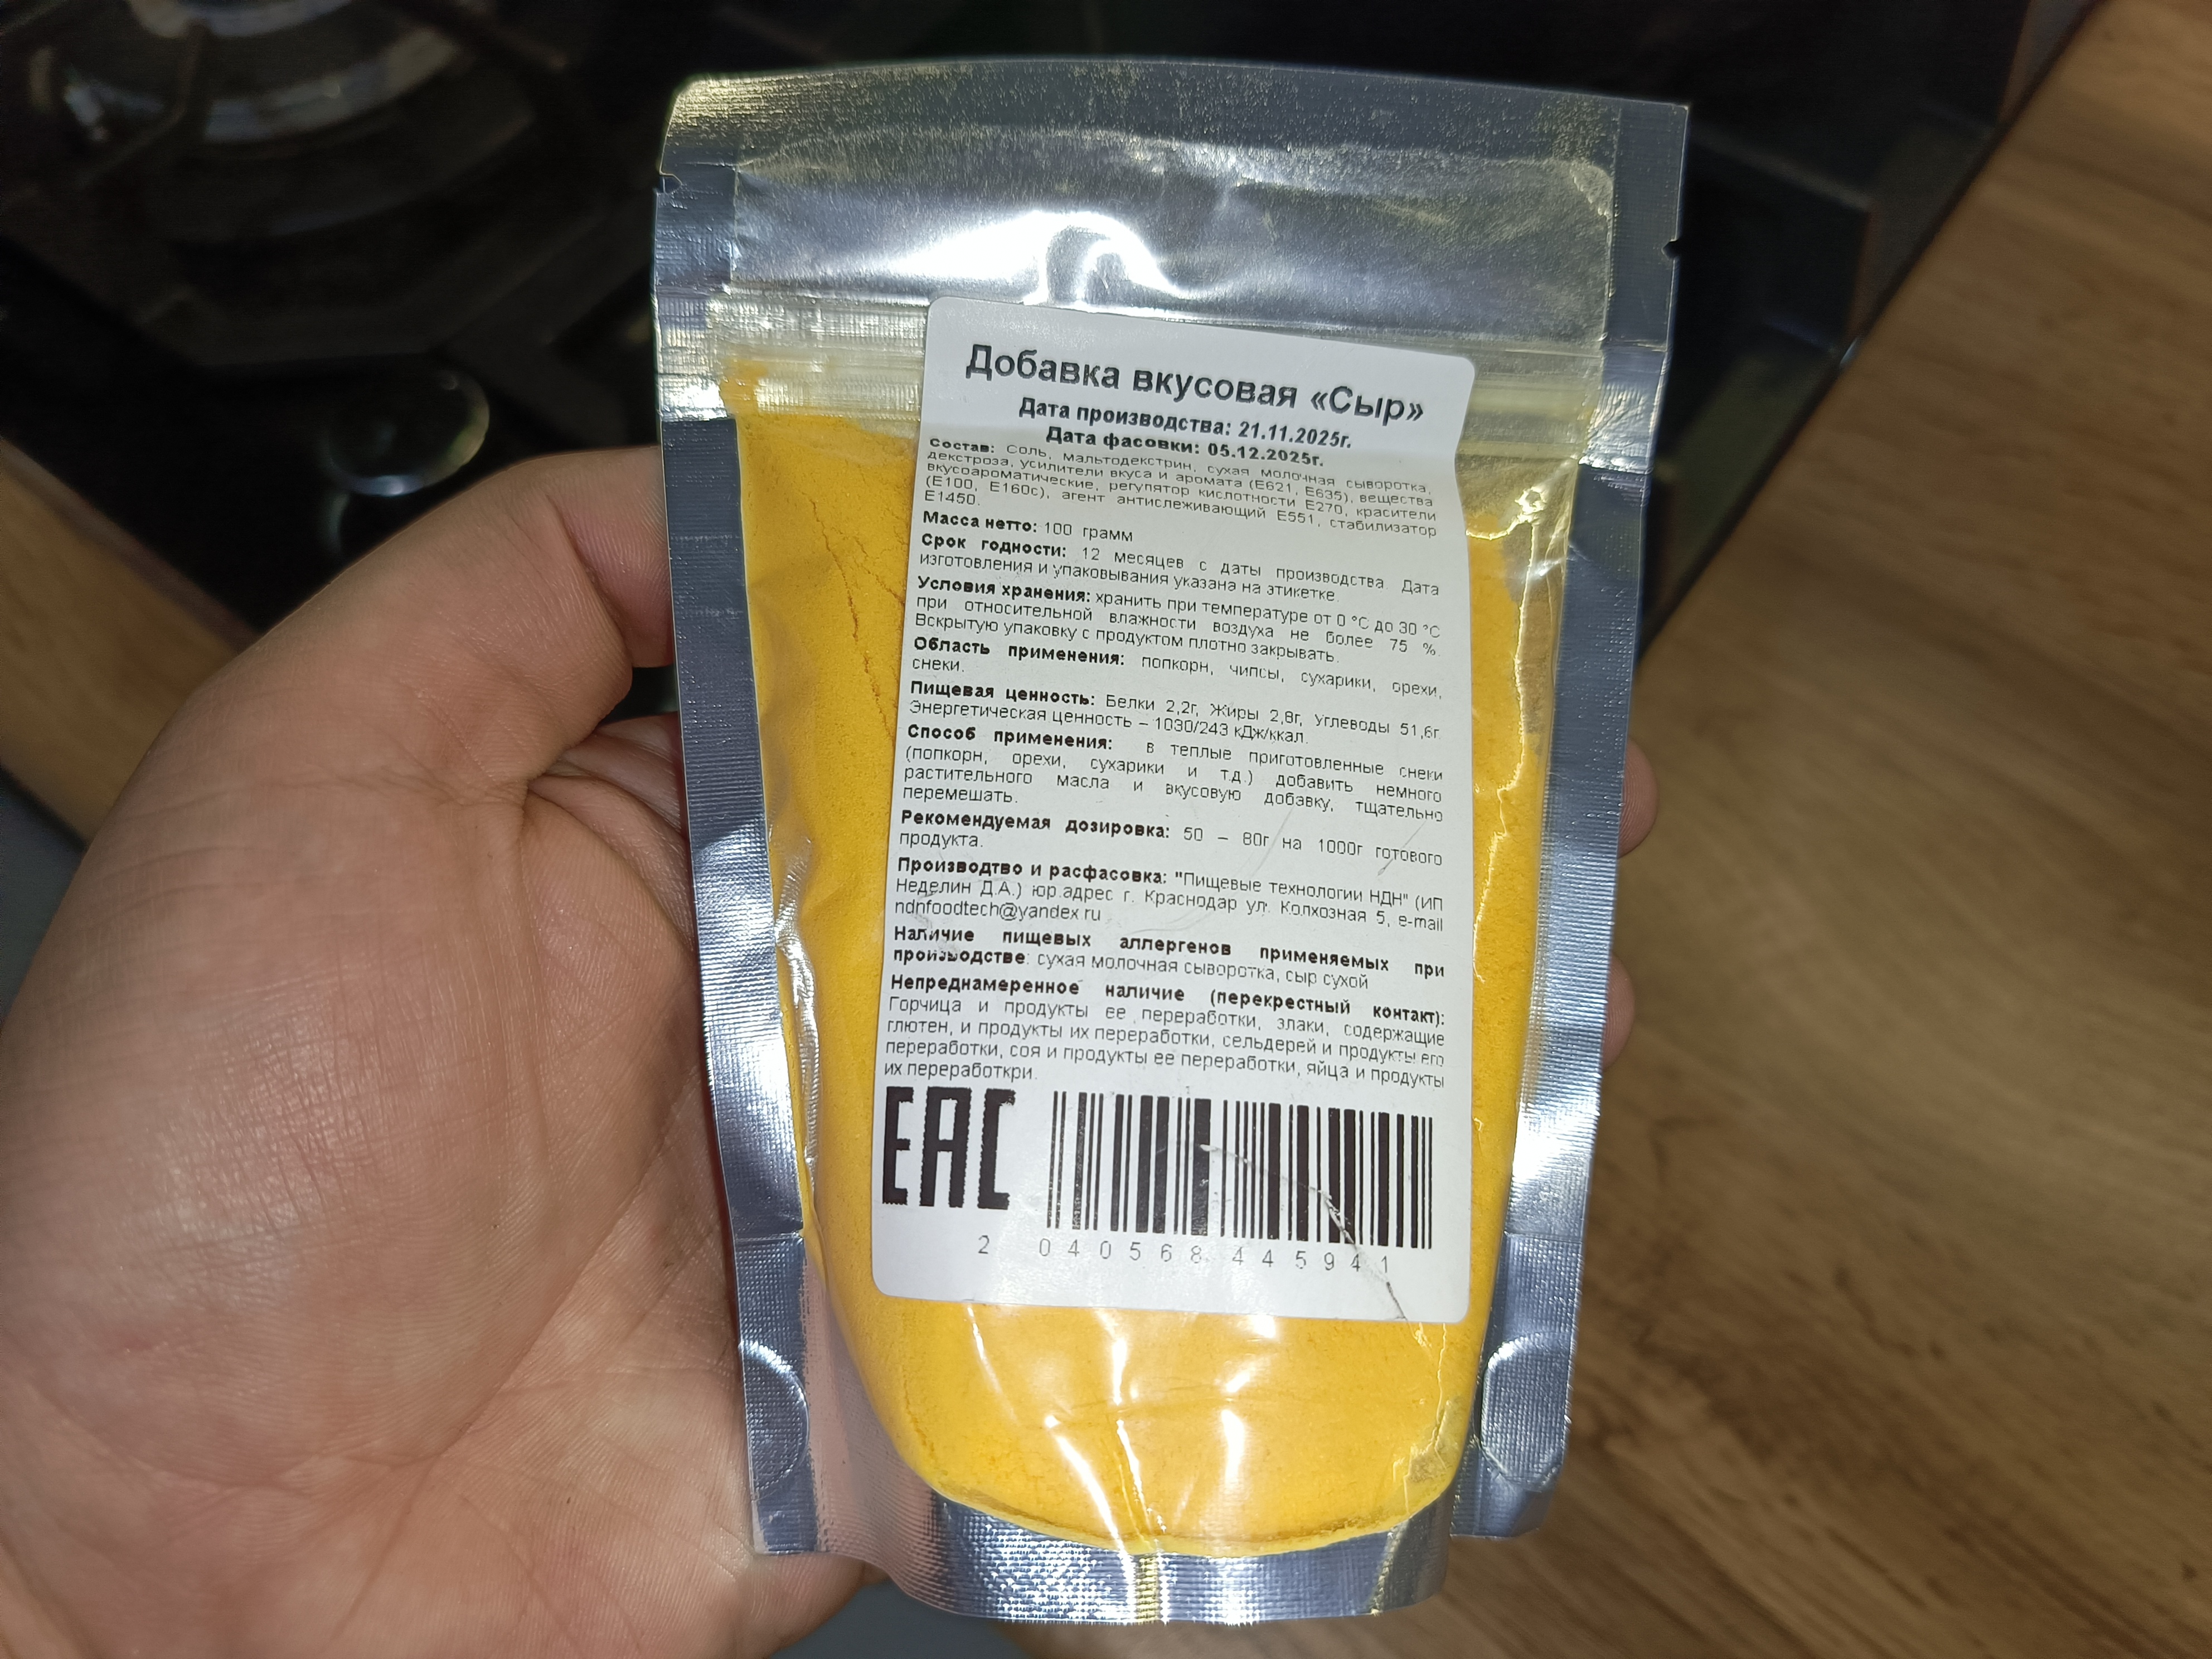 Добавка вкусовая «Сыр»
Дата производства: 21.11.2025г.
Дата фасовки: 05.12.2025г.
Состав: Соль, мальтодекстрин, сухая молочная сыворотка,
декстроза, усилители вкуса и аромата (Е621, Е635), вещества
вкусоароматические, регулятор кислотности Е270, красители
(Е100, Е160с), агент антислеживающий Е551, стабилизатор
Е1450.
Масса нетто: 100 грамм
Срок годности: 12 месяцев с даты производства. Дата
изготовления и упаковывания указана на этикетке.
Условия хранения: хранить при температуре от 0 °С до 30 °С
при относительной влажности воздуха не более 75 %.
Вскрытую упаковку с продуктом плотно закрывать.
Область применения: попкорн, чипсы, сухарики, орехи,
снеки.
Пищевая ценность: Белки 2,2г, Жиры 2,8г, Углеводы 51,6г.
Энергетическая ценность – 1030/243 кДж/ккал.
Способ применения: в теплые приготовленные снеки
(попкорн, орехи, сухарики и т.д.) добавить немного
растительного масла и вкусовую добавку, тщательно
перемешать.
Рекомендуемая дозировка: 50 – 80г на 1000г готового
продукта.
Производтво и расфасовка: "Пищевые технологии НДН" (ИП
Неделин Д.А.) юр.адрес г. Краснодар ул. Колхозная 5, e-mail
ndnfoodtech@yandex.ru
Наличие пищевых аллергенов применяемых при
производстве: сухая молочная сыворотка, сыр сухой
Непреднамеренное наличие (перекрестный контакт):
Горчица и продукты ее переработки, злаки, содержащие
глютен, и продукты их переработки, сельдерей и продукты его
переработки, соя и продукты ее переработки, яйца и продукты
их переработкри.
ЕАС
2 040568 445941